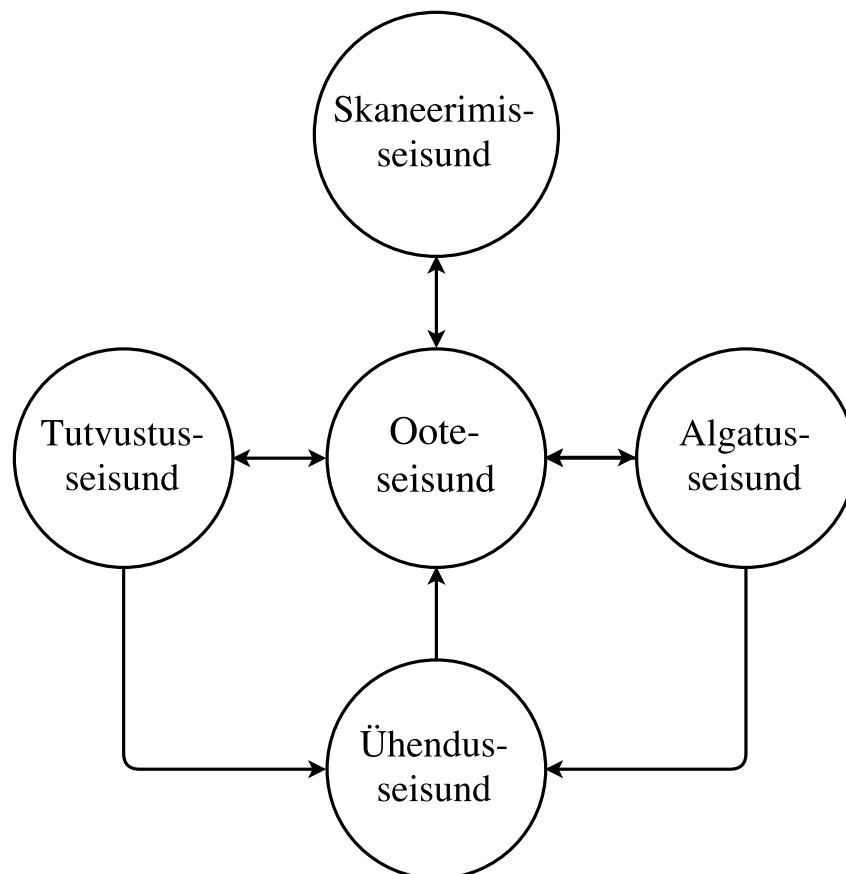 Skaneerimis-
seisund
Tutvustus-
seisund
Oote-
seisund
Algatus-
seisund
Ühendus-
seisund